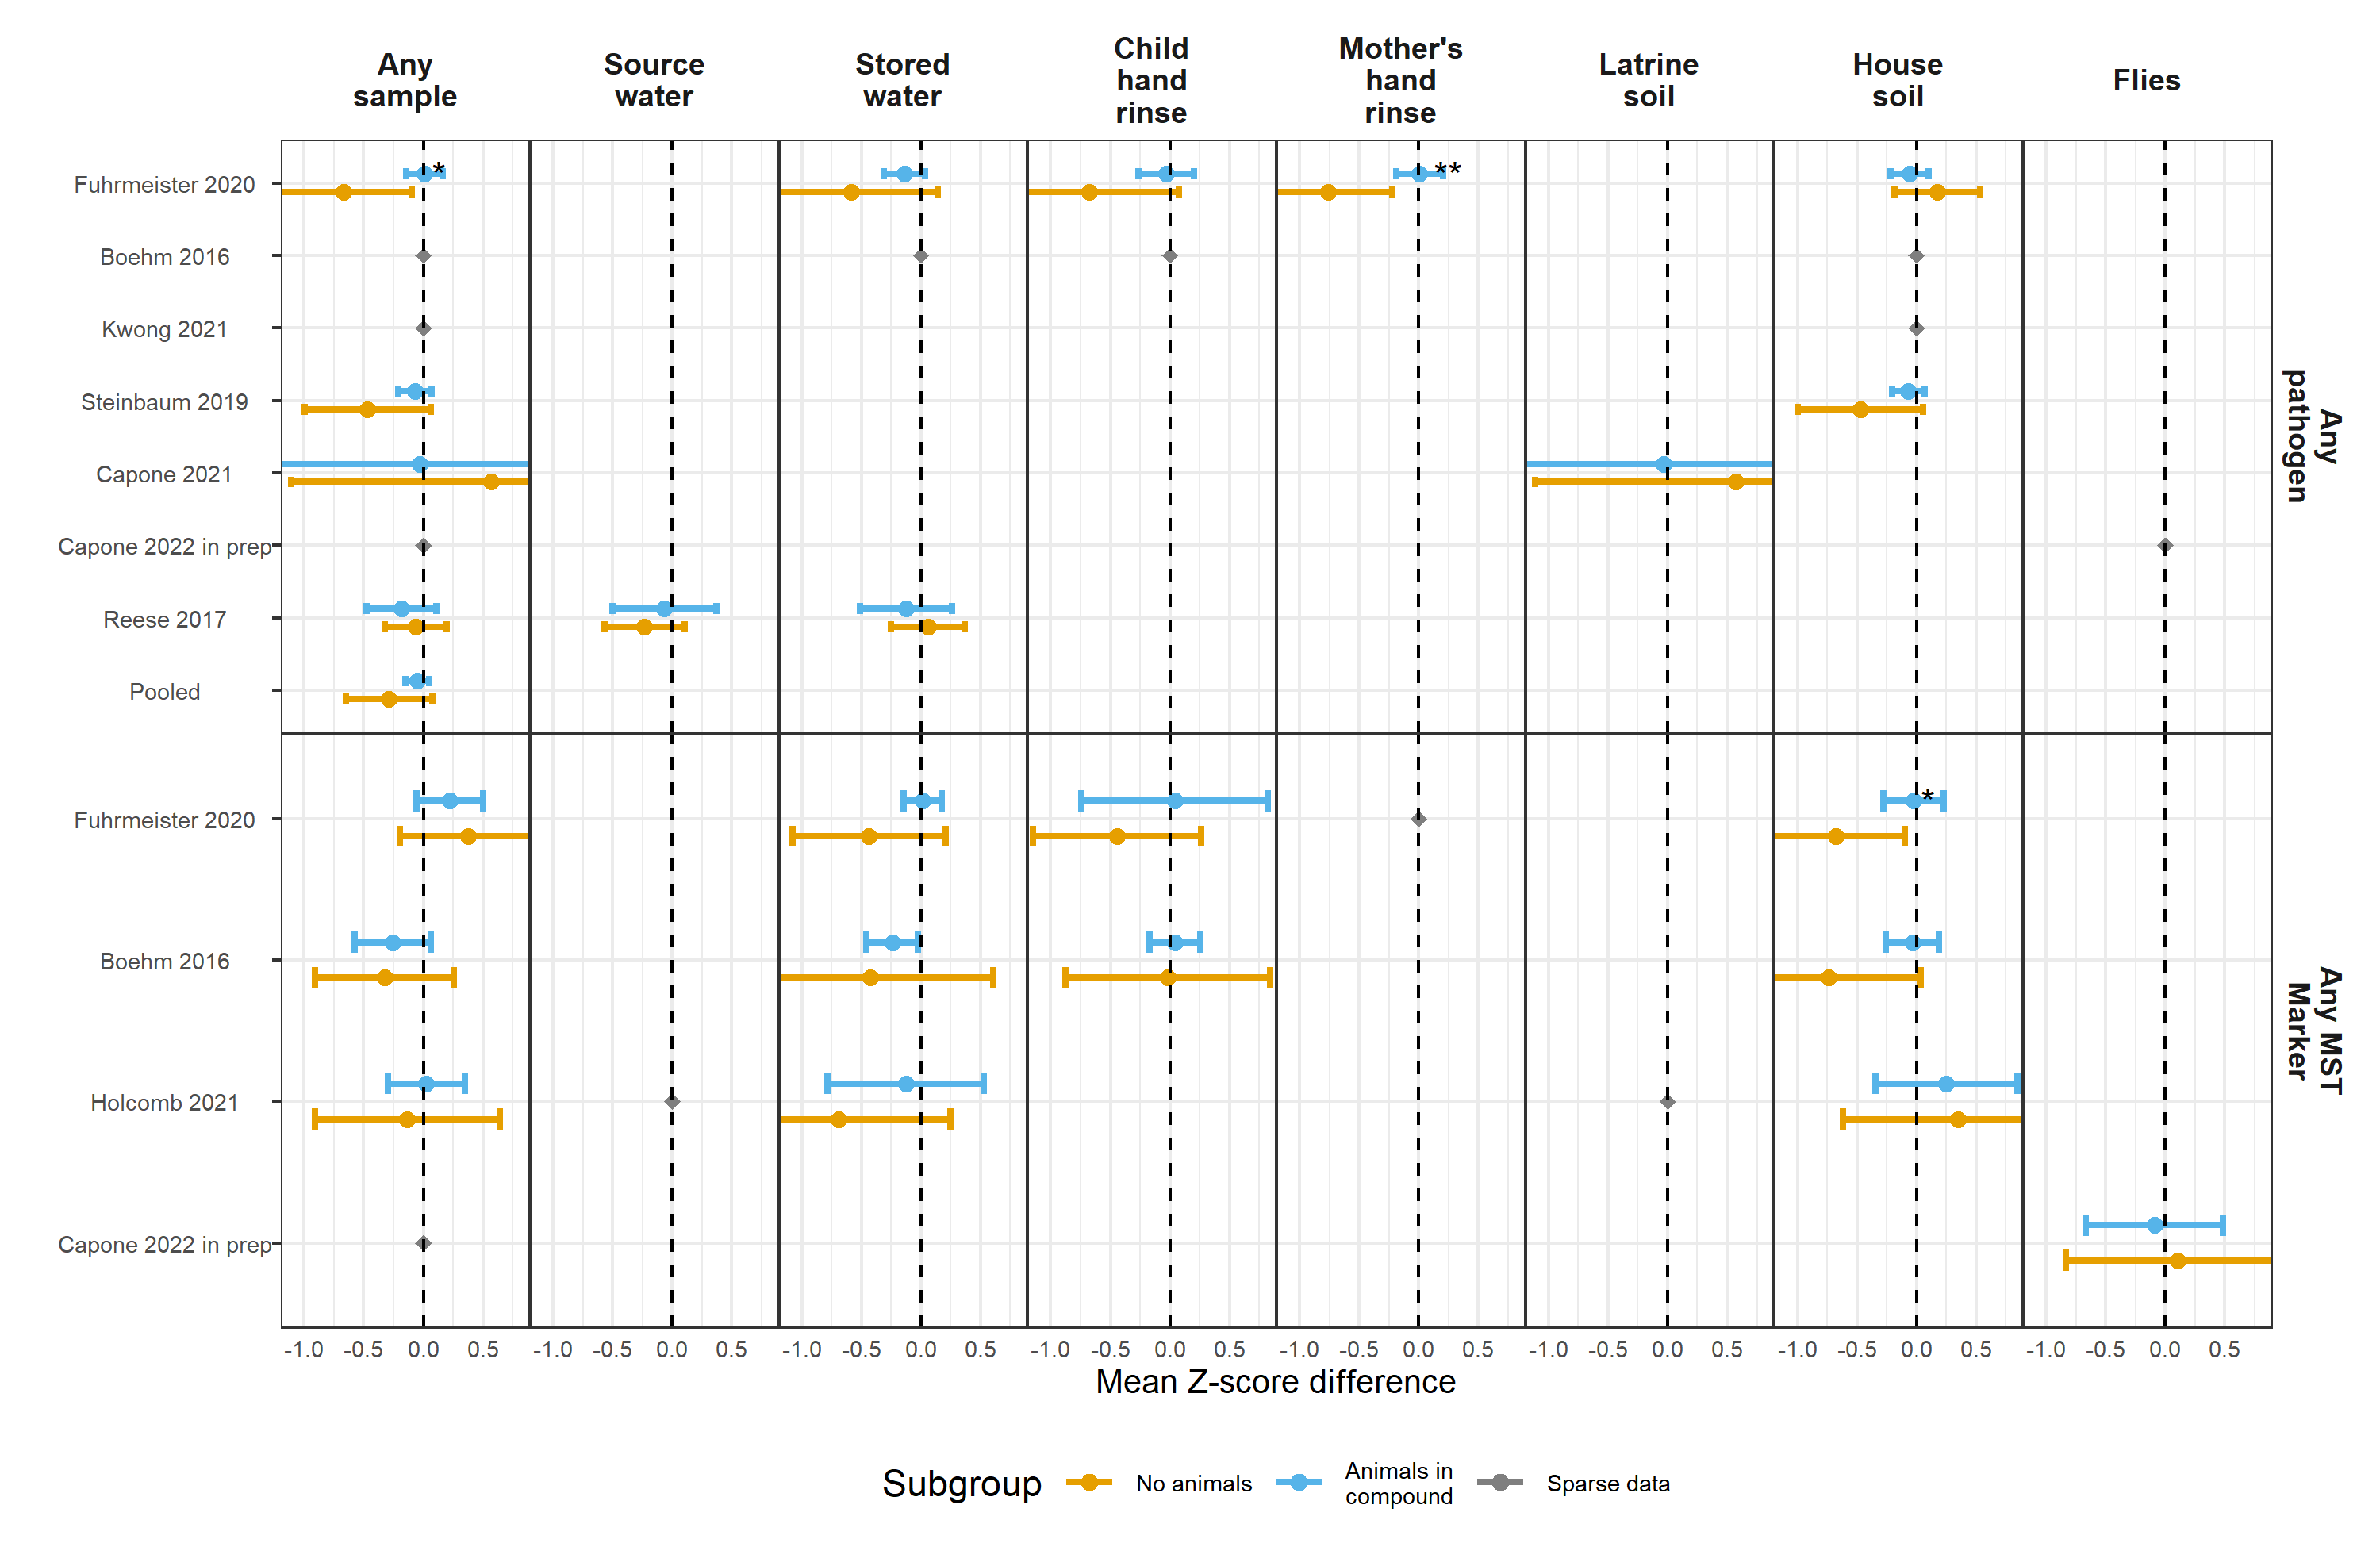 Any
sample
Source
water
Stored
water
Child
hand
rinse
Mother's
hand
rinse
Latrine
soil
House
soil
Flies
Fuhrmeister 2020
*
**
Boehm 2016
Kwong 2021
Steinbaum 2019
Capone 2021
Capone 2022 in prep
Reese 2017
Pooled
Any
pathogen
Fuhrmeister 2020
*
Boehm 2016
Holcomb 2021
Capone 2022 in prep
Any MST
Marker
-1.0 -0.5 0.0 0.5 -1.0 -0.5 0.0 0.5 -1.0 -0.5 0.0 0.5 -1.0 -0.5 0.0 0.5 -1.0 -0.5 0.0 0.5 -1.0 -0.5 0.0 0.5 -1.0 -0.5 0.0 0.5 -1.0 -0.5 0.0 0.5
Mean Z-score difference
Subgroup
No animals
Animals in
compound
Sparse data